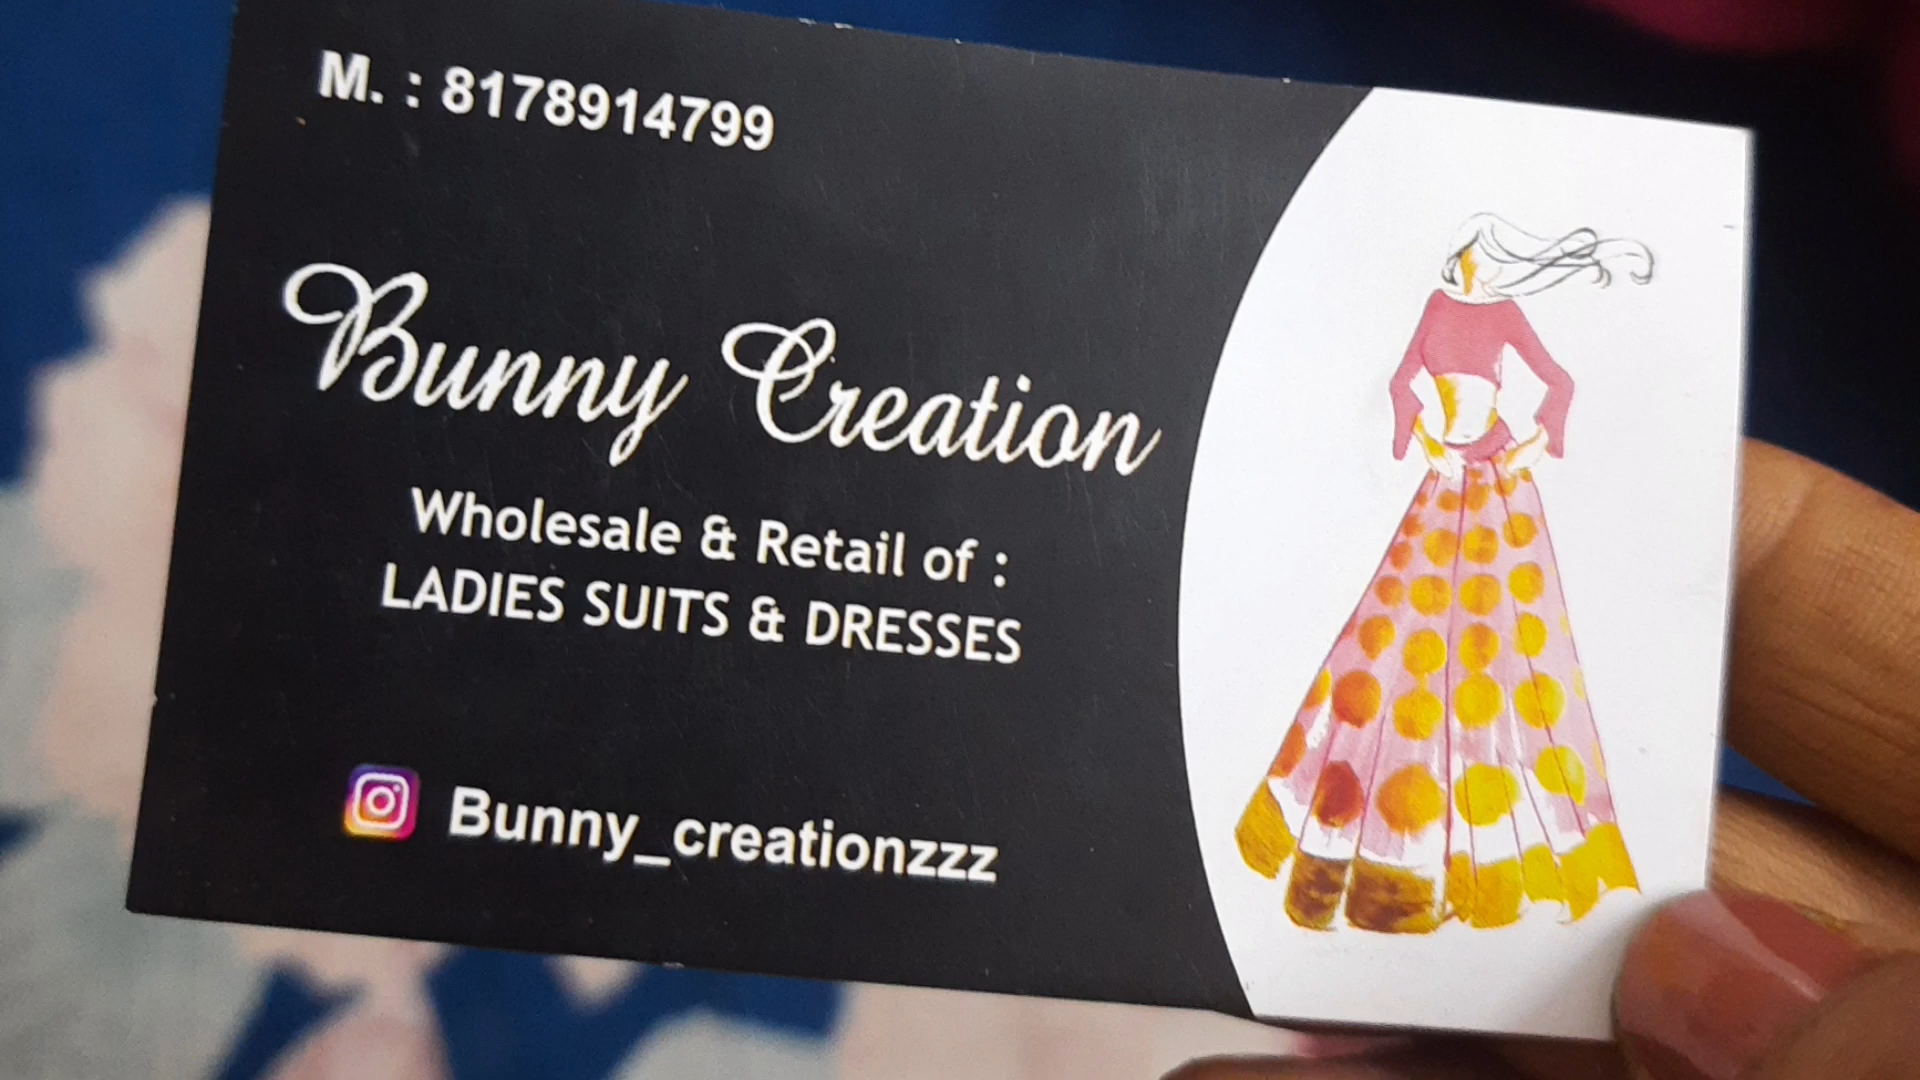 M. : 8178914799
Bunny Creation
Wholesale & Retail of :
LADIES SUITS & DRESSES
Bunny_creationzzz